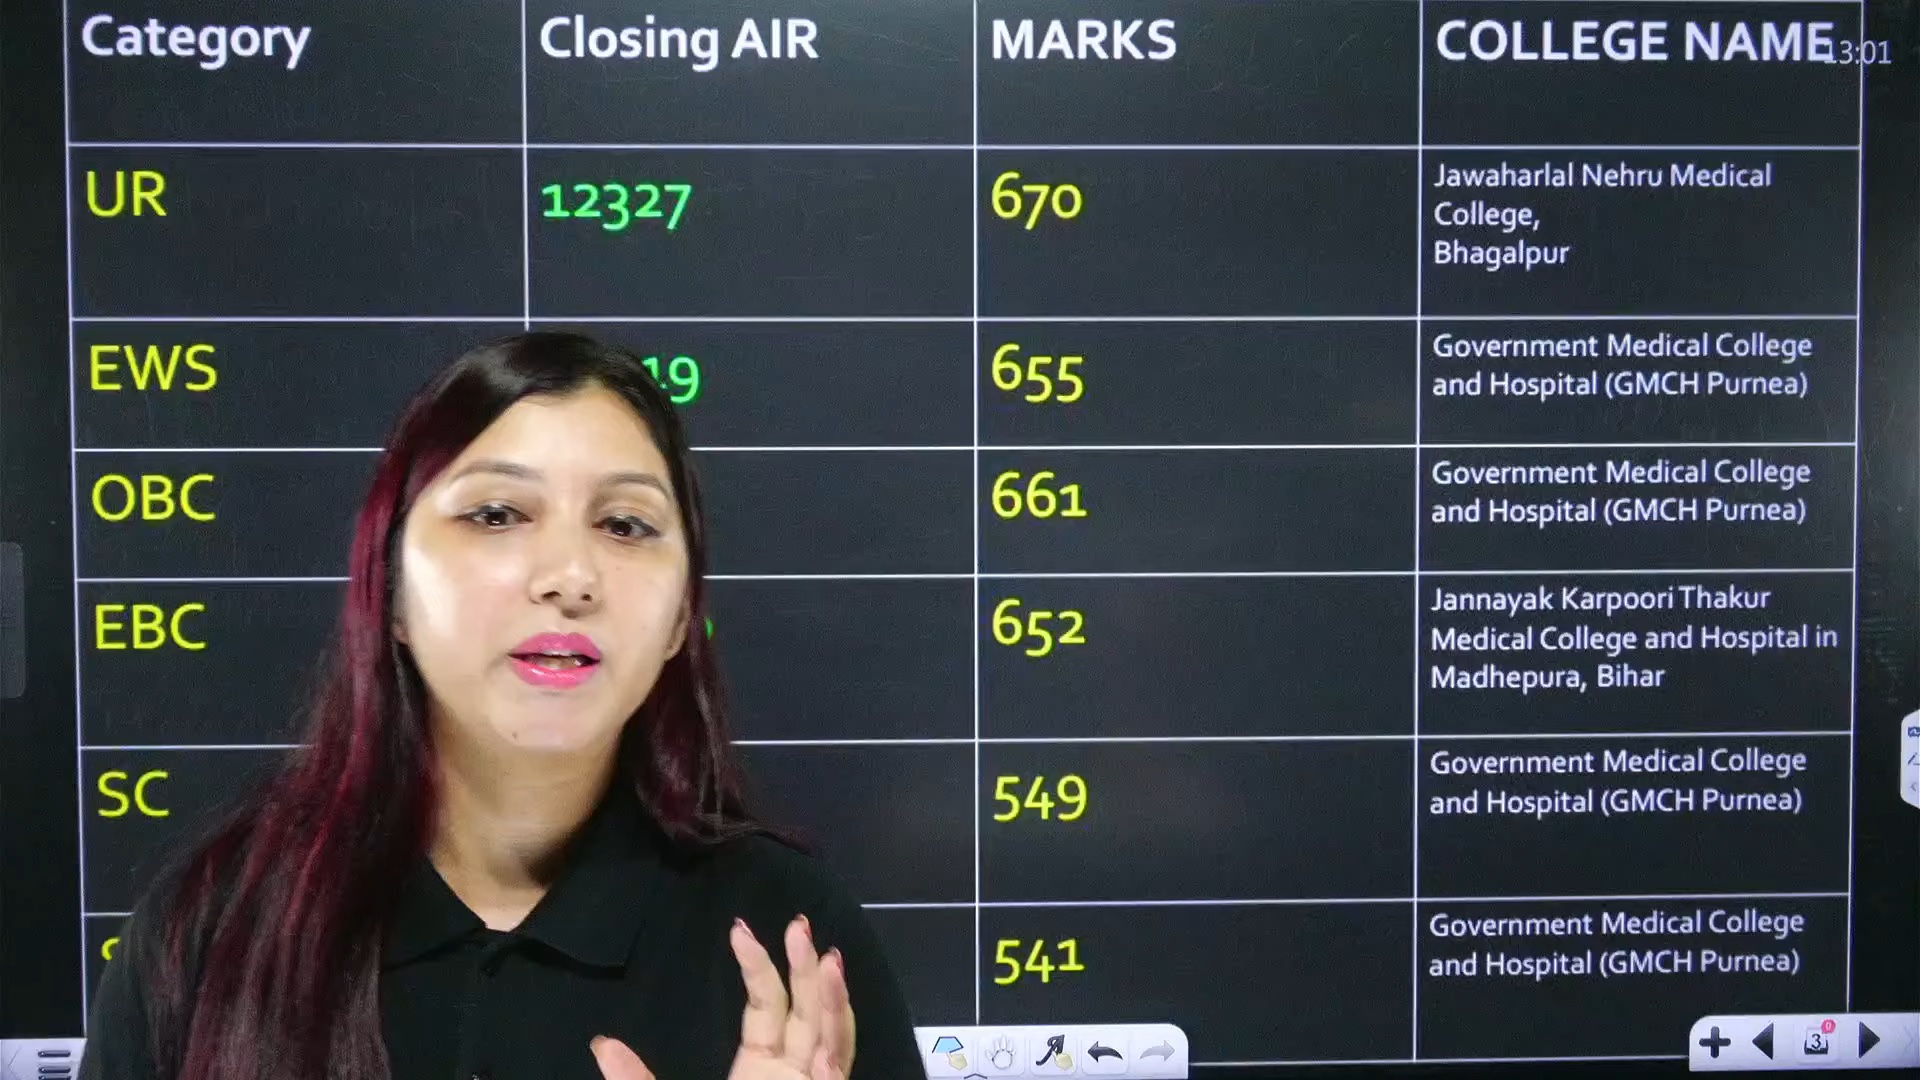 Category Closing AIR MARKS COLLEGE NAME
13:01
UR 12327 670 Jawaharlal Nehru Medical
College,
Bhagalpur
EWS 19 655 Government Medical College
and Hospital (GMCH Purnea)
OBC 661 Government Medical College
and Hospital (GMCH Purnea)
EBC 652 Jannayak Karpoori Thakur
Medical College and Hospital in
Madhepura, Bihar
SC 549 Government Medical College
and Hospital (GMCH Purnea)
541 Government Medical College
and Hospital (GMCH Purnea)
3
0